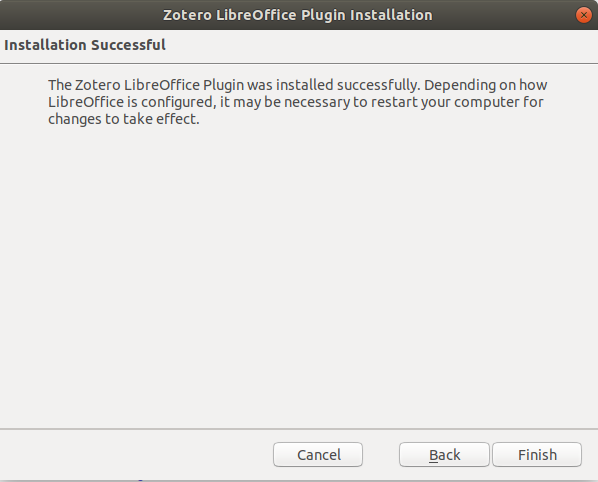 Zotero LibreOffice Plugin Installation
Installation Successful
The Zotero LibreOffice Plugin was installed successfully. Depending on how
LibreOffice is configured, it may be necessary to restart your computer for
changes to take effect.
Cancel
Back
Finish